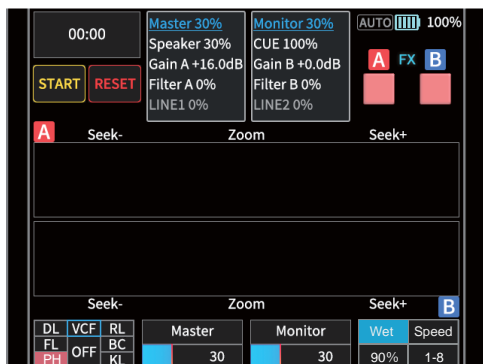 00:00
START RESET
Master 30%
Speaker 30%
Gain A +16.0dB
Filter A 0%
LINE1 0%
Monitor 30%
CUE 100%
Gain B +0.0dB
Filter B 0%
LINE2 0%
AUTO 100%
A FX B
A Seek- Zoom Seek+
Seek- Zoom Seek+ B
DL VCF RL
FL OFF BC
PH KL
Master
30
Monitor
30
Wet Speed
90% 1-8